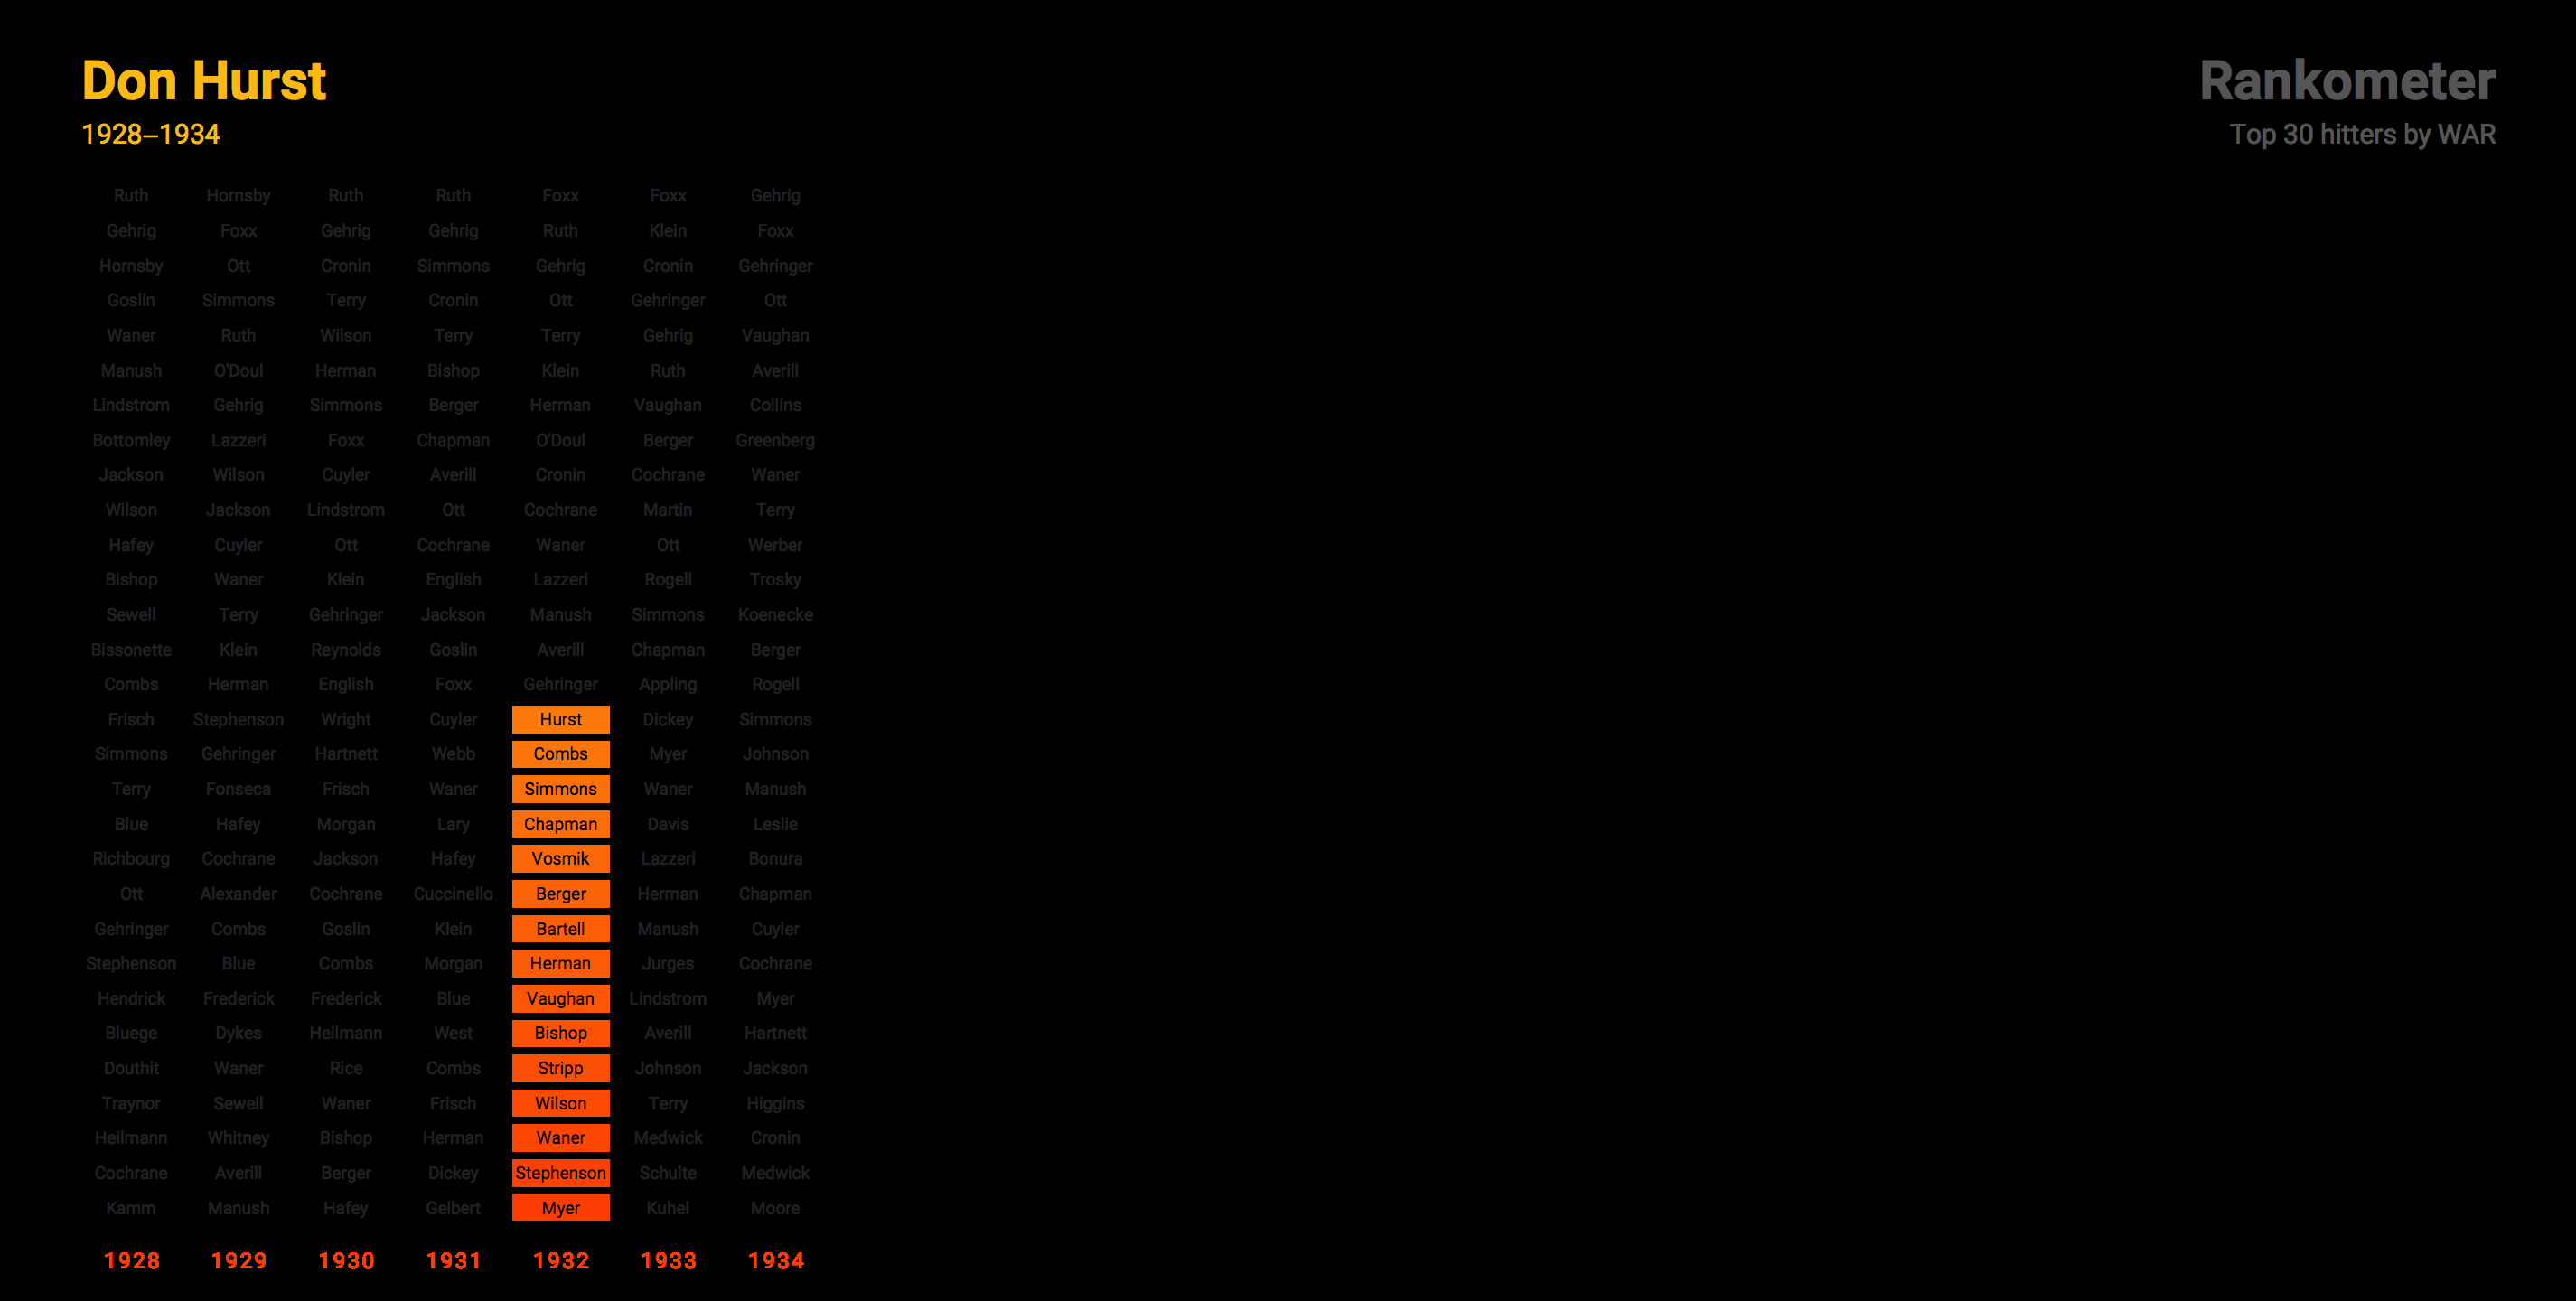 Don Hurst
1928–1934
Rankometer
Top 30 hitters by WAR
Ruth Hornsby Ruth Ruth Foxx Foxx Gehrig
Gehrig Foxx Gehrig Gehrig Ruth Klein Foxx
Hornsby Ott Cronin Simmons Gehrig Cronin Gehringer
Goslin Simmons Terry Cronin Ott Gehringer Ott
Waner Ruth Wilson Terry Terry Gehrig Vaughan
Manush O'Doul Herman Bishop Klein Ruth Averill
Lindstrom Gehrig Simmons Berger Herman Vaughan Collins
Bottomley Lazzeri Foxx Chapman O'Doul Berger Greenberg
Jackson Wilson Cuyler Averill Cronin Cochrane Waner
Wilson Jackson Lindstrom Ott Cochrane Martin Terry
Hafey Cuyler Ott Cochrane Waner Ott Werber
Bishop Waner Klein English Lazzeri Rogell Trosky
Sewell Terry Gehringer Jackson Manush Simmons Koenecke
Bissonette Klein Reynolds Goslin Averill Chapman Berger
Combs Herman English Foxx Gehringer Appling Rogell
Frisch Stephenson Wright Cuyler Hurst Dickey Simmons
Simmons Gehringer Hartnett Webb Combs Myer Johnson
Terry Fonseca Frisch Waner Simmons Waner Manush
Blue Hafey Morgan Lary Chapman Davis Leslie
Richbourg Cochrane Jackson Hafey Vosmik Lazzeri Bonura
Ott Alexander Cochrane Cuccinello Berger Herman Chapman
Gehringer Combs Goslin Klein Bartell Manush Cuyler
Stephenson Blue Combs Morgan Herman Jurges Cochrane
Hendrick Frederick Frederick Blue Vaughan Lindstrom Myer
Bluege Dykes Heilmann West Bishop Averill Hartnett
Douthit Waner Rice Combs Stripp Johnson Jackson
Traynor Sewell Waner Frisch Wilson Terry Higgins
Heilmann Whitney Bishop Herman Waner Medwick Cronin
Cochrane Averill Berger Dickey Stephenson Schulte Medwick
Kamm Manush Hafey Gelbert Myer Kuhel Moore
1928 1929 1930 1931 1932 1933 1934